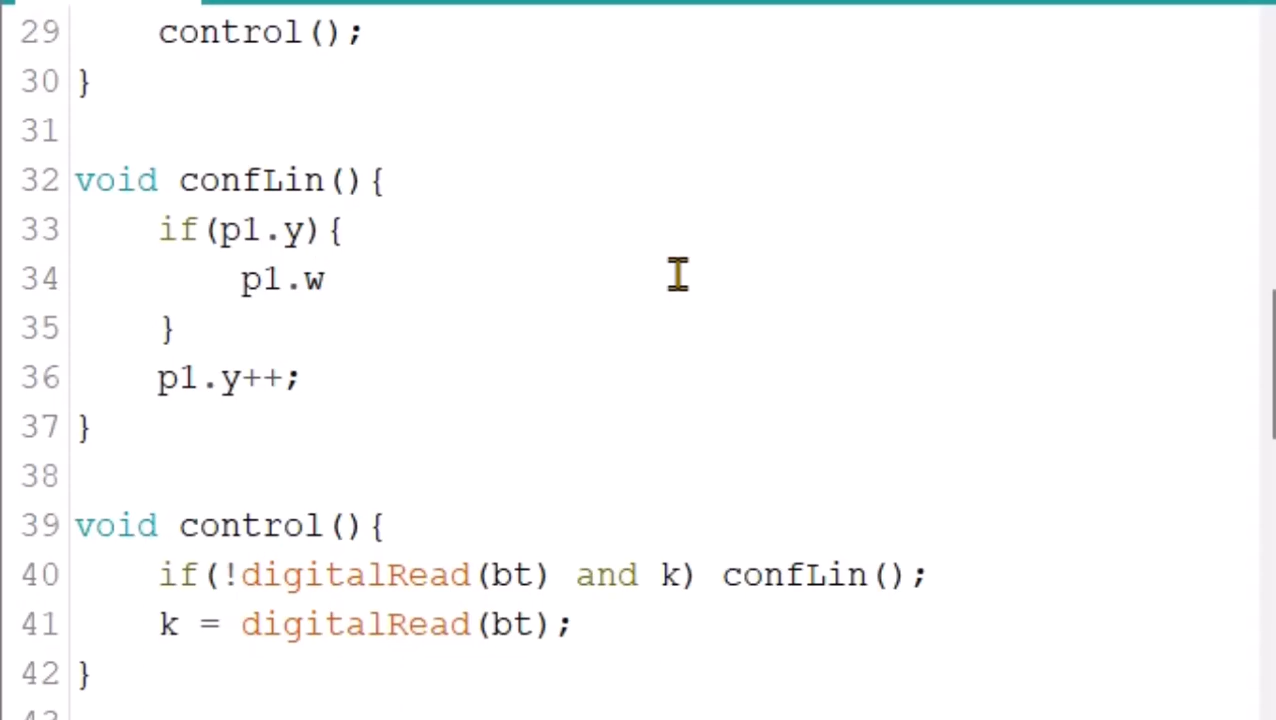 29 control();
30 }
31
32 void confLin(){
33 if(p1.y){
34 p1.w
35 }
36 p1.y++;
37 }
38
39 void control(){
40 if(!digitalRead(bt) and k) confLin();
41 k = digitalRead(bt);
42 }
43